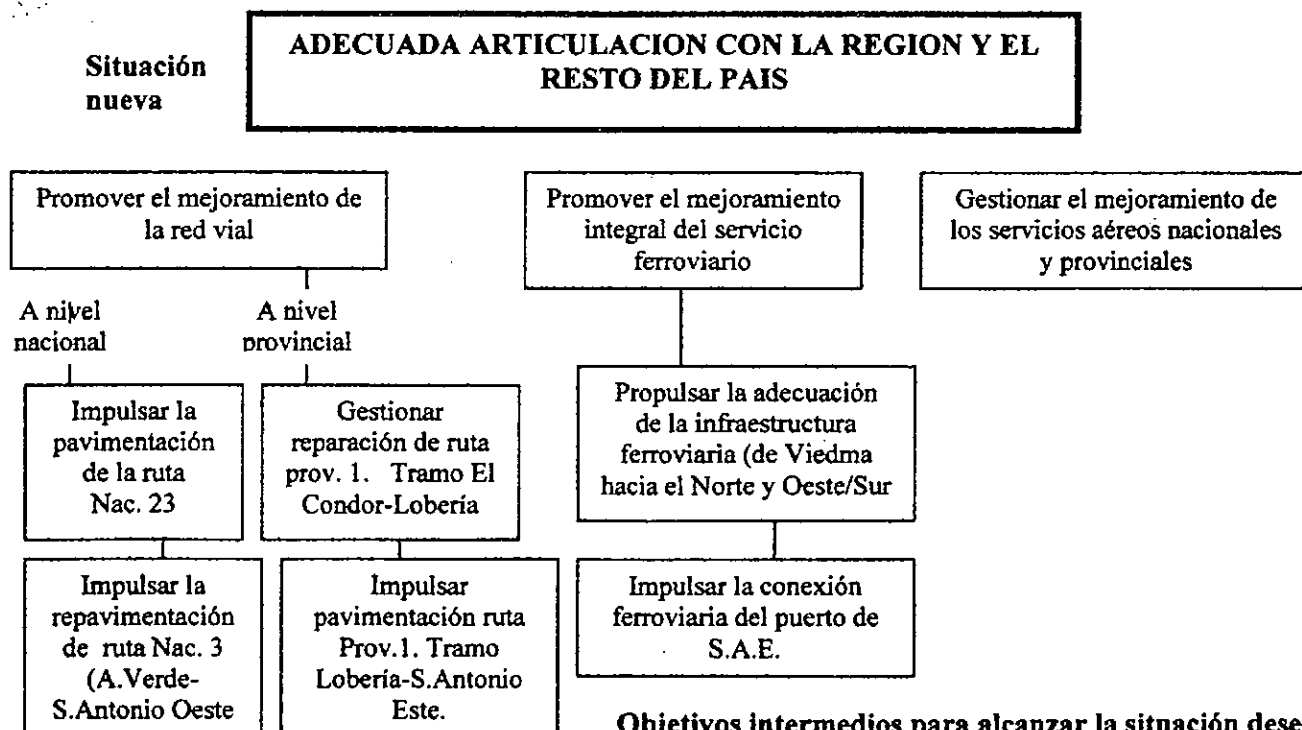 Situación
nueva
ADECUADA ARTICULACION CON LA REGION Y EL
RESTO DEL PAIS
Promover el mejoramiento de
la red vial
Promover el mejoramiento
integral del servicio
ferroviario
Gestionar el mejoramiento de
los servicios aéreos nacionales
y provinciales
A nivel
nacional
A nivel
provincial
Impulsar la
pavimentación
de la ruta
Nac. 23
Gestionar
reparación de ruta
prov. 1. Tramo El
Condor-Lobería
Propulsar la adecuación
de la infraestructura
ferroviaria (de Viedma
hacia el Norte y Oeste/Sur
Impulsar la
repavimentación
de ruta Nac. 3
(A.Verde-
S.Antonio Oeste
Impulsar
pavimentación ruta
Prov.1. Tramo
Lobería-S.Antonio
Este.
Impulsar la conexión
ferroviaria del puerto de
S.A.E.
Objetivos intermedios para alcanzar la situación dese